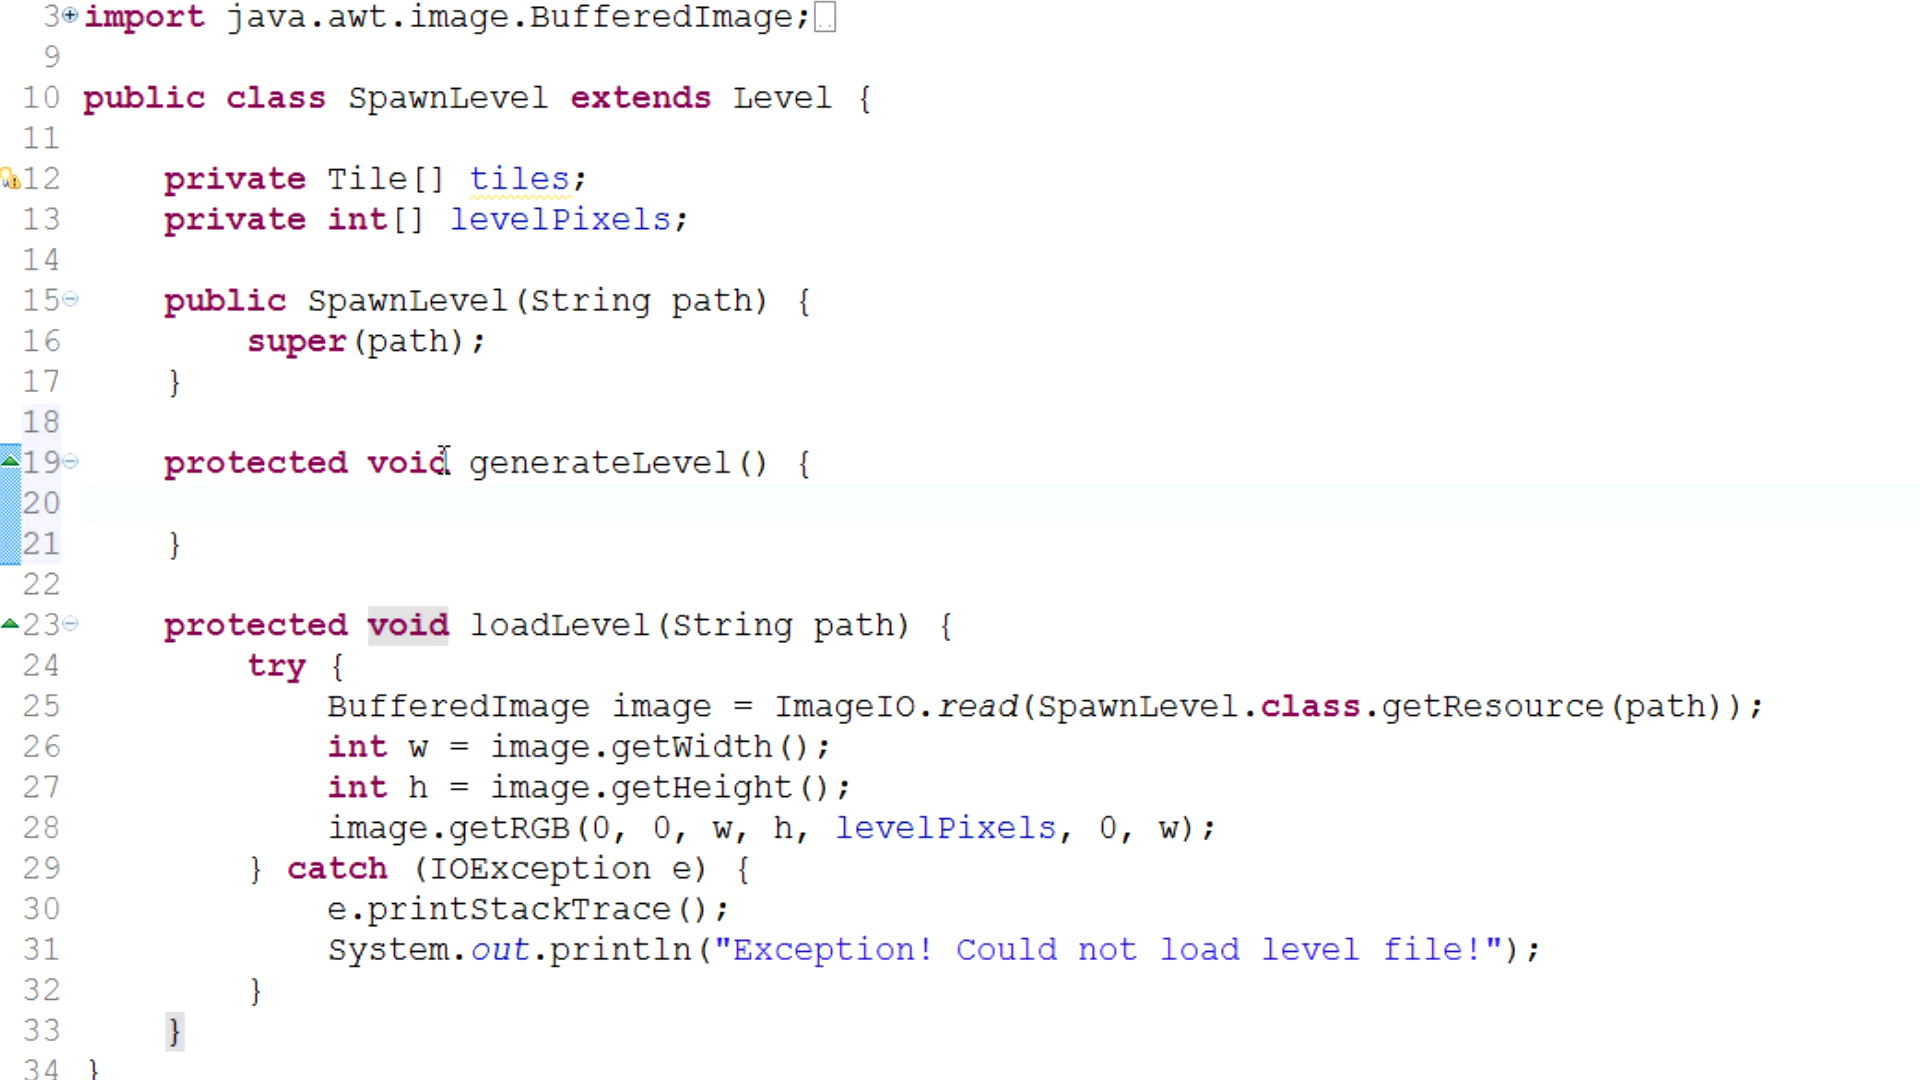 3 import java.awt.image.BufferedImage;
9
10 public class SpawnLevel extends Level {
11
12 private Tile[] tiles;
13 private int[] levelPixels;
14
15 public SpawnLevel(String path) {
16 super(path);
17 }
18
19 protected void generateLevel() {
20
21 }
22
23 protected void loadLevel(String path) {
24 try {
25 BufferedImage image = ImageIO.read(SpawnLevel.class.getResource(path));
26 int w = image.getWidth();
27 int h = image.getHeight();
28 image.getRGB(0, 0, w, h, levelPixels, 0, w);
29 } catch (IOException e) {
30 e.printStackTrace();
31 System.out.println("Exception! Could not load level file!");
32 }
33 }
34 }